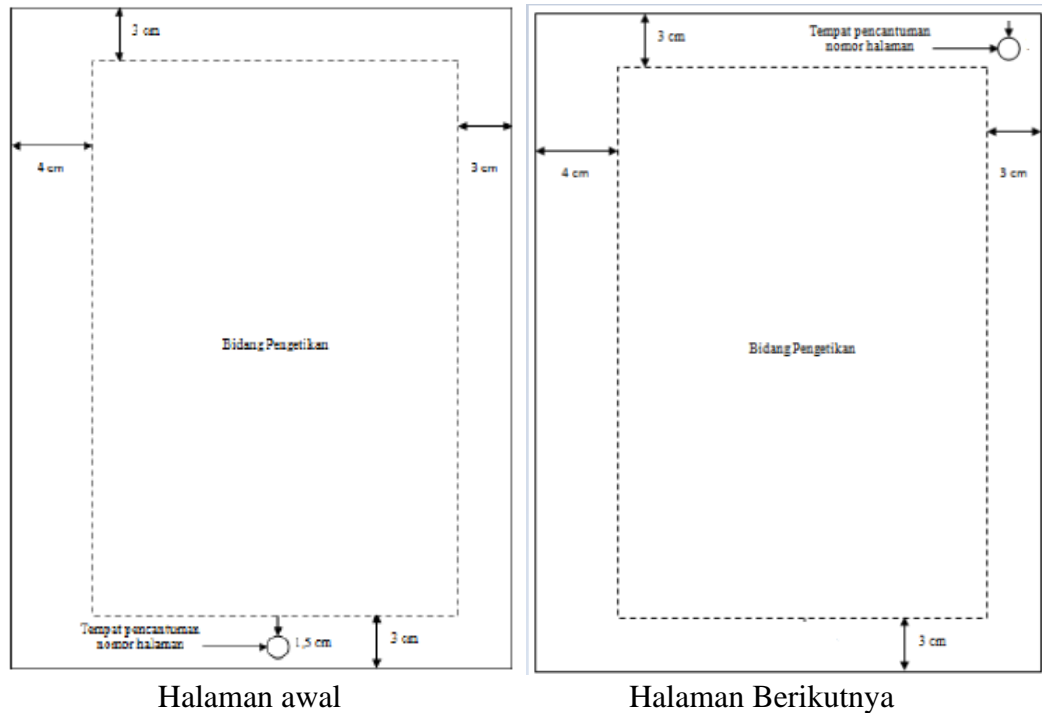 3 cm
4 cm
3 cm
Bidang Pengetikan
Tempat pencantuman
nomor halaman
1,5 cm
3 cm
Halaman awal
3 cm
Tempat pencantuman
nomor halaman
4 cm
3 cm
Bidang Pengetikan
3 cm
Halaman Berikutnya